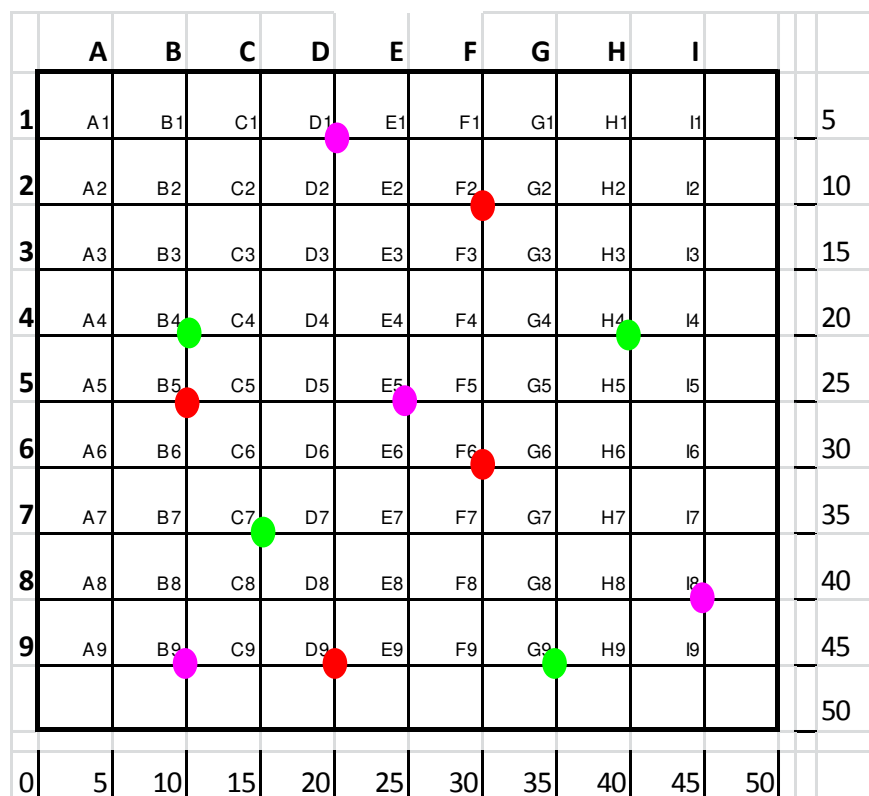 A B C D E F G H I
1 A1 B1 C1 D1 E1 F1 G1 H1 I1 5
2 A2 B2 C2 D2 E2 F2 G2 H2 I2 10
3 A3 B3 C3 D3 E3 F3 G3 H3 I3 15
4 A4 B4 C4 D4 E4 F4 G4 H4 I4 20
5 A5 B5 C5 D5 E5 F5 G5 H5 I5 25
6 A6 B6 C6 D6 E6 F6 G6 H6 I6 30
7 A7 B7 C7 D7 E7 F7 G7 H7 I7 35
8 A8 B8 C8 D8 E8 F8 G8 H8 I8 40
9 A9 B9 C9 D9 E9 F9 G9 H9 I9 45
50
0 5 10 15 20 25 30 35 40 45 50